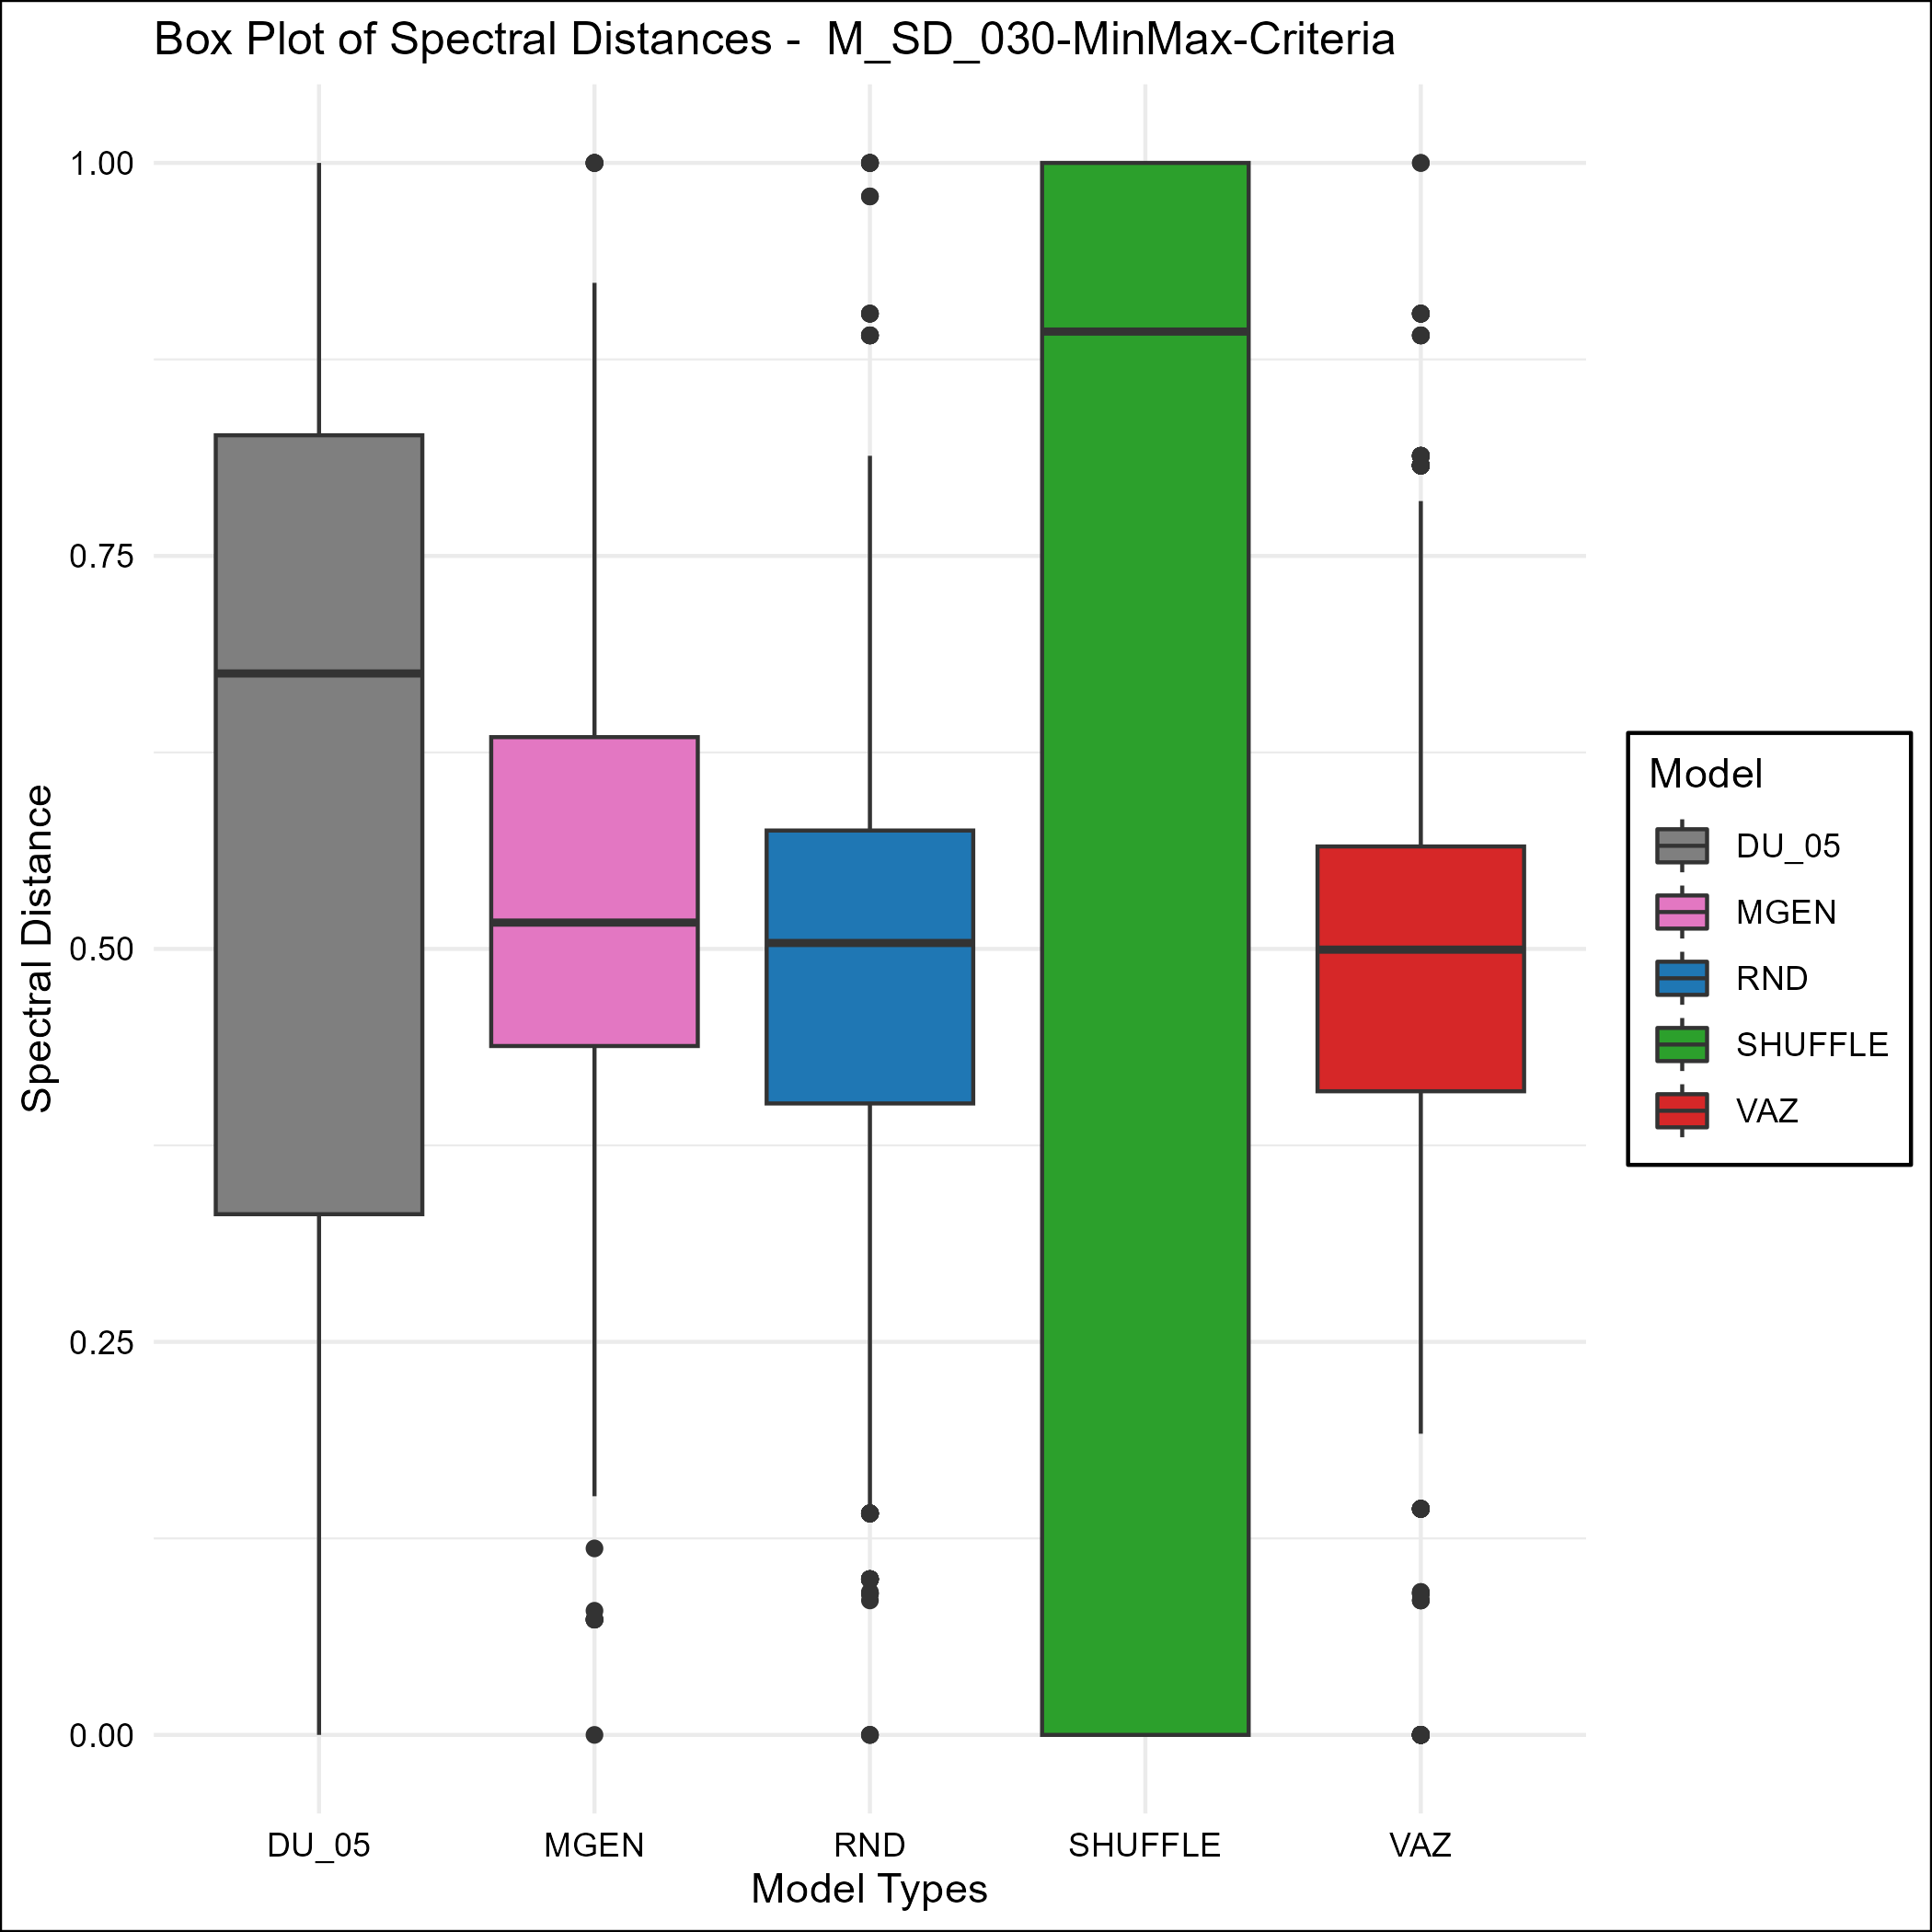 Box Plot of Spectral Distances -  M_SD_030-MinMax-Criteria
1.00
0.75
0.50
0.25
0.00
Spectral Distance
DU_05
MGEN
RND
SHUFFLE
VAZ
Model Types
Model
DU_05
MGEN
RND
SHUFFLE
VAZ